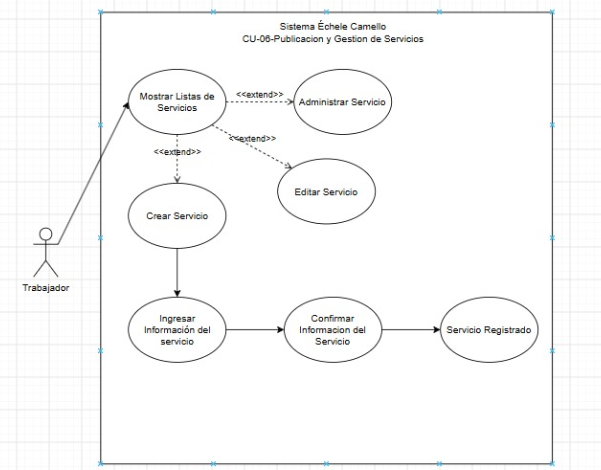 Sistema Échele Camello
CU-06-Publicacion y Gestion de Servicios
Mostrar Listas de
Servicios
<<extend>>
Administrar Servicio
<<extend>>
<<extend>>
Editar Servicio
Crear Servicio
Trabajador
Ingresar
Información del
servicio
Confirmar
Informacion del
Servicio
Servicio Registrado